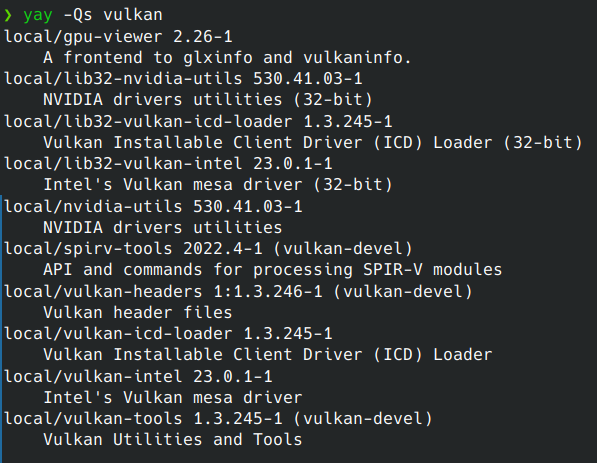 ❯ yay -Qs vulkan
local/gpu-viewer 2.26-1
    A frontend to glxinfo and vulkaninfo.
local/lib32-nvidia-utils 530.41.03-1
    NVIDIA drivers utilities (32-bit)
local/lib32-vulkan-icd-loader 1.3.245-1
    Vulkan Installable Client Driver (ICD) Loader (32-bit)
local/lib32-vulkan-intel 23.0.1-1
    Intel's Vulkan mesa driver (32-bit)
local/nvidia-utils 530.41.03-1
    NVIDIA drivers utilities
local/spirv-tools 2022.4-1 (vulkan-devel)
    API and commands for processing SPIR-V modules
local/vulkan-headers 1:1.3.246-1 (vulkan-devel)
    Vulkan header files
local/vulkan-icd-loader 1.3.245-1
    Vulkan Installable Client Driver (ICD) Loader
local/vulkan-intel 23.0.1-1
    Intel's Vulkan mesa driver
local/vulkan-tools 1.3.245-1 (vulkan-devel)
    Vulkan Utilities and Tools